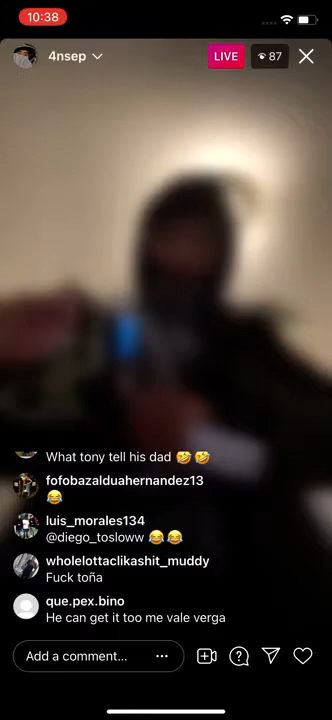 10:38
4nsep
LIVE
87
What tony tell his dad 🤣🤣
fofobazalduahernandez13
😂
luis_morales134
@diego_tosloww 😂😂
wholelottaclikashit_muddy
Fuck toña
que.pex.bino
He can get it too me vale verga
Add a comment...